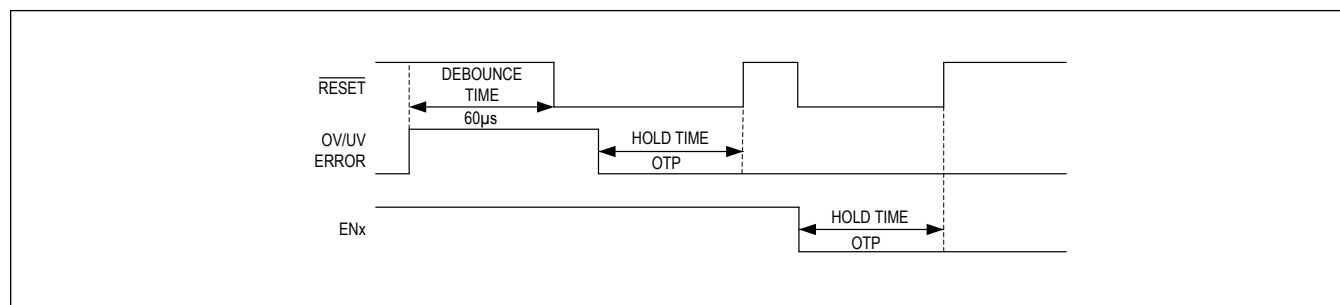 RESET
DEBOUNCE
TIME
60µs
OV/UV
ERROR
HOLD TIME
OTP
ENx
HOLD TIME
OTP